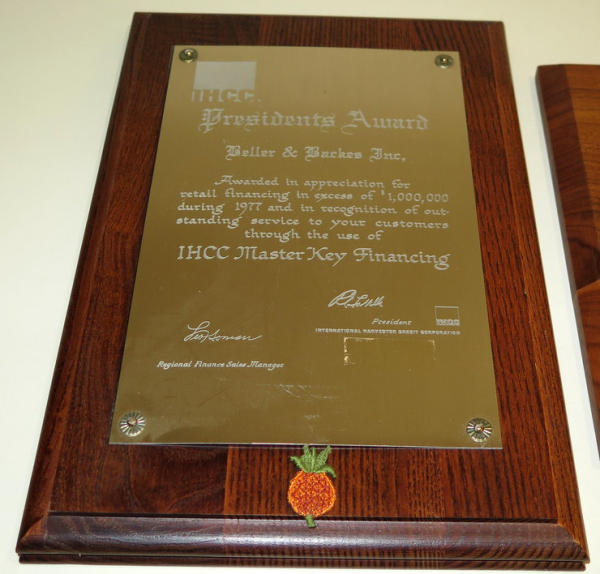 IHCC
Presidents Award
Beller & Backes Inc.
Awarded in appreciation for
retail financing in excess of $1,000,000
during 1977 and in recognition of out-
standing service to your customers
through the use of
IHCC Master Key Financing
President
IHCC
INTERNATIONAL HARVESTER CREDIT CORPORATION
Regional Finance Sales Manager